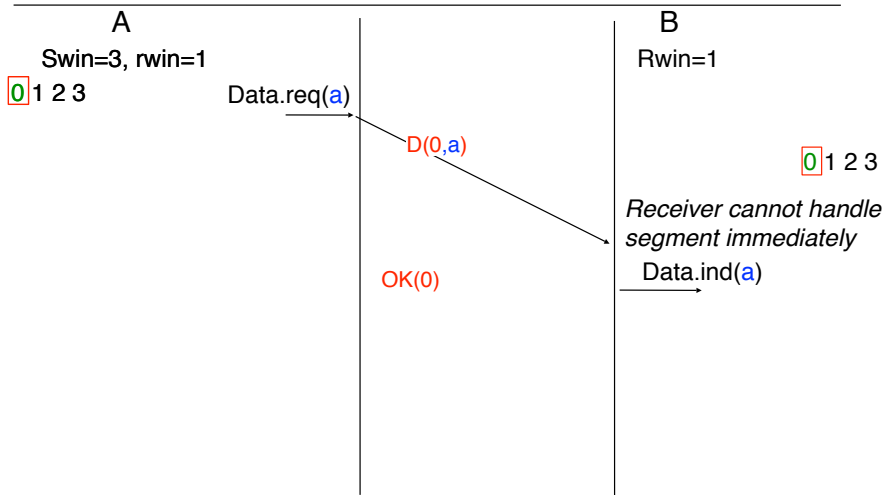 A
B
Swin=3, rwin=1
Rwin=1
0 1 2 3
Data.req(a)
D(0,a)
0 1 2 3
Receiver cannot handle
segment immediately
Data.ind(a)
OK(0)